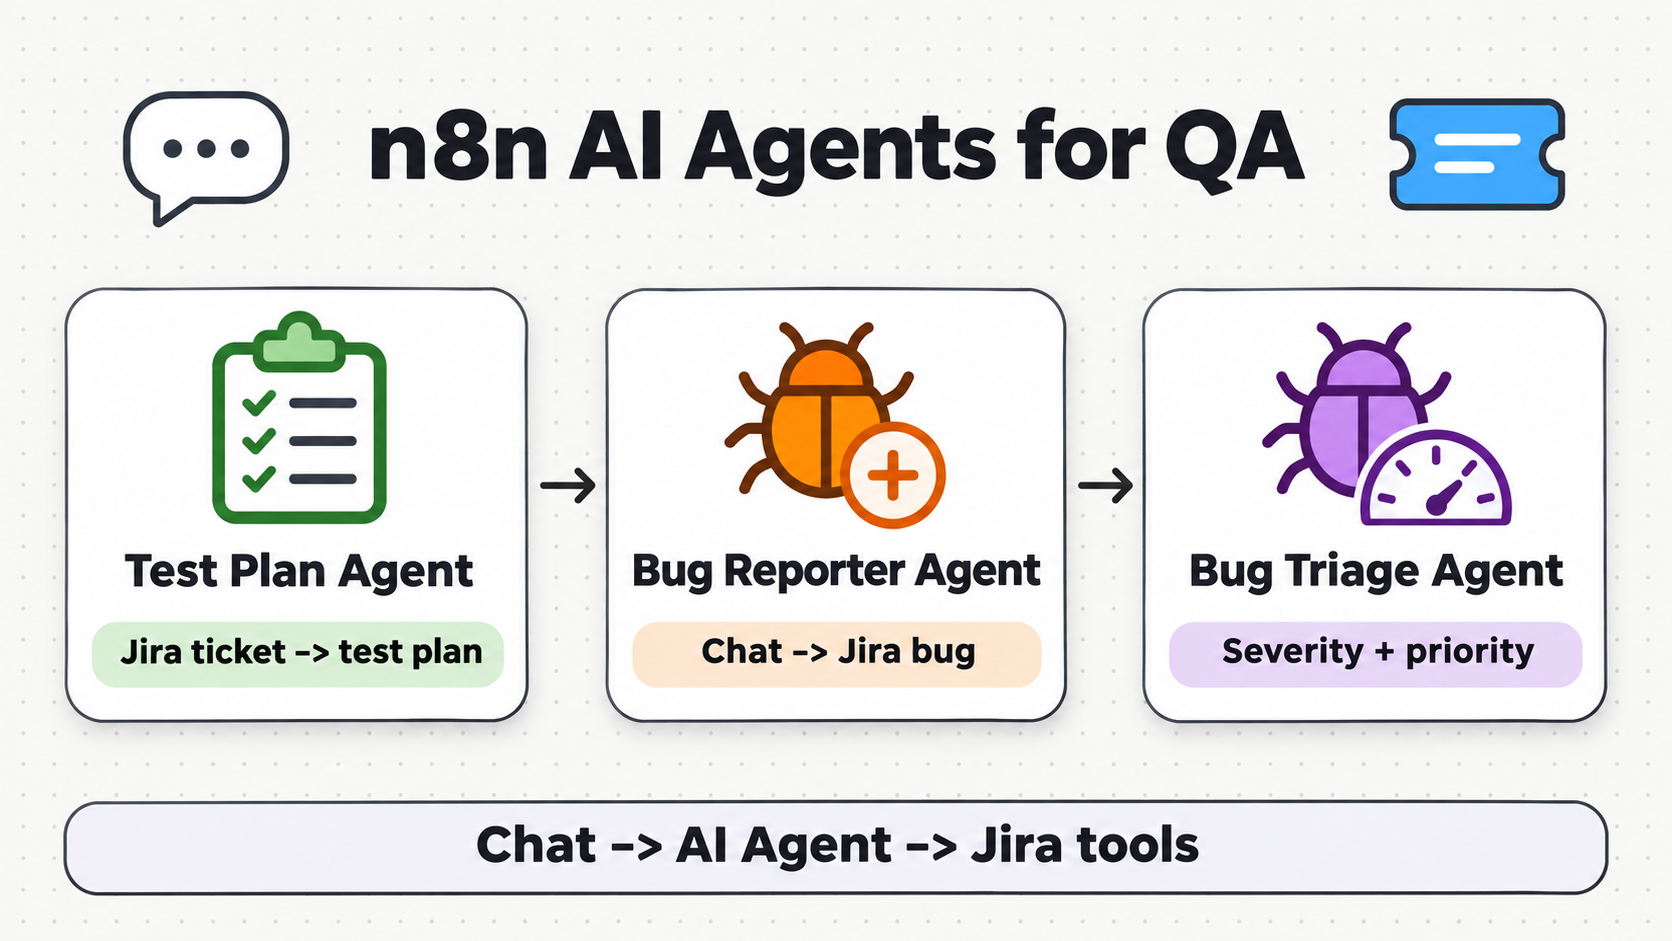 n8n AI Agents for QA
Test Plan Agent
Jira ticket -> test plan
Bug Reporter Agent
Chat -> Jira bug
Bug Triage Agent
Severity + priority
Chat -> AI Agent -> Jira tools